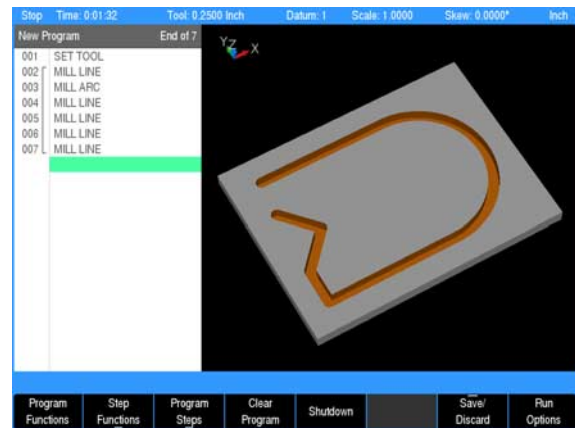 Stop Time: 0:01:32 Tool: 0.2500 Inch Datum: 1 Scale: 1.0000 Skew: 0.0000° Inch
New Program End of 7
001 SET TOOL
002 MILL LINE
003 MILL ARC
004 MILL LINE
005 MILL LINE
006 MILL LINE
007 MILL LINE
Y Z X
Program Functions Step Functions Program Steps Clear Program Shutdown Save/ Discard Run Options